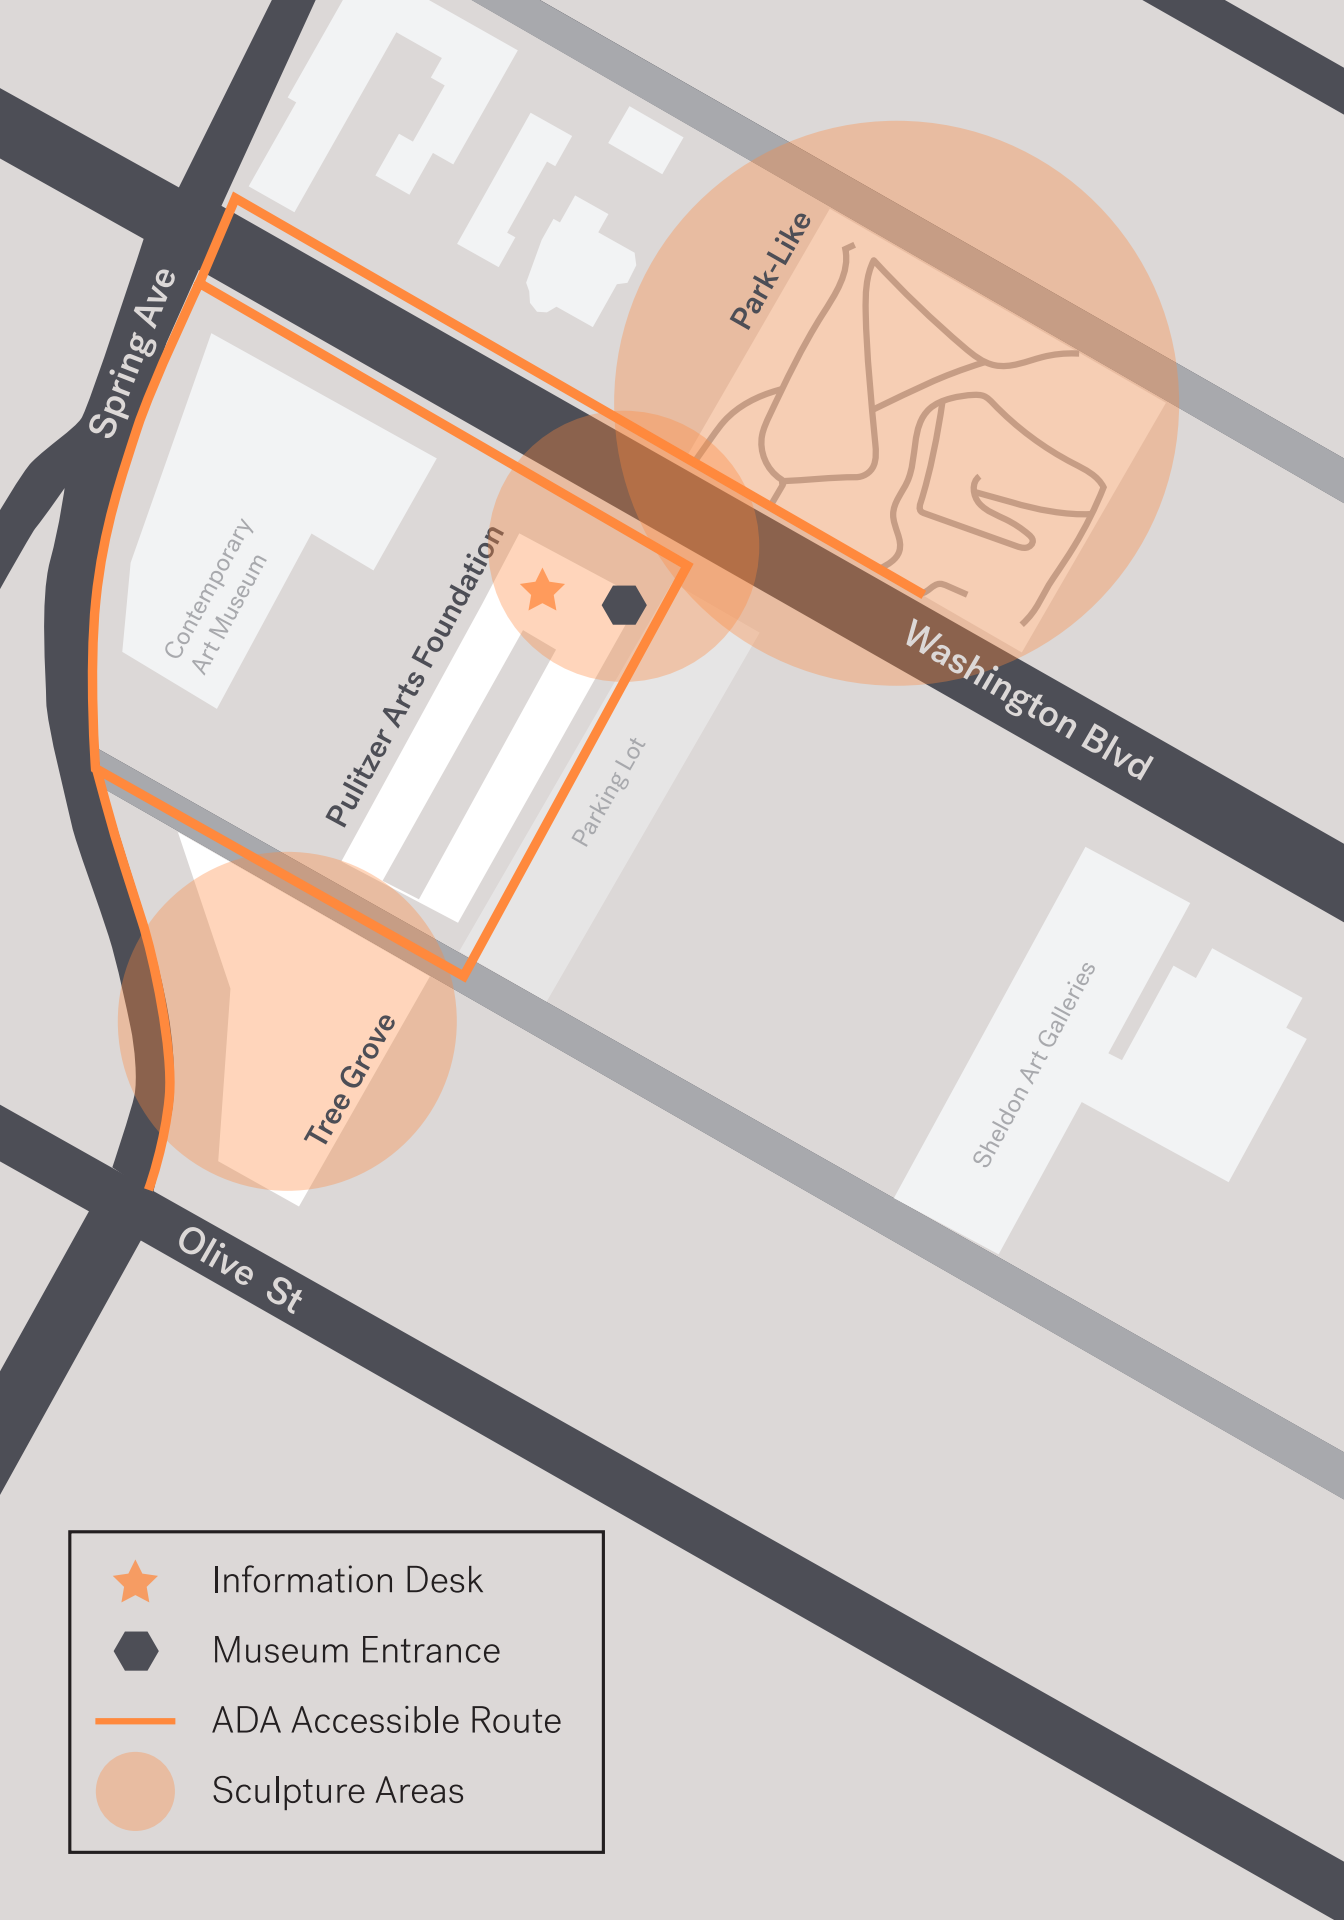 Park-Like
Spring Ave
Contemporary
Art Museum
Pulitzer Arts Foundation
Washington Blvd
Parking Lot
Sheldon Art Galleries
Tree Grove
Olive St
Information Desk
Museum Entrance
ADA Accessible Route
Sculpture Areas